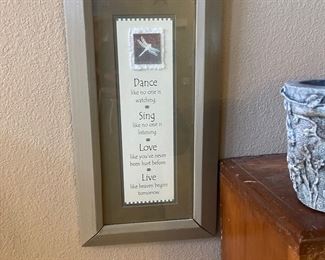 Dance
like no one is
watching.
Sing
like no one is
listening.
Love
like you've never
been hurt before.
Live
like heaven begins
tomorrow.